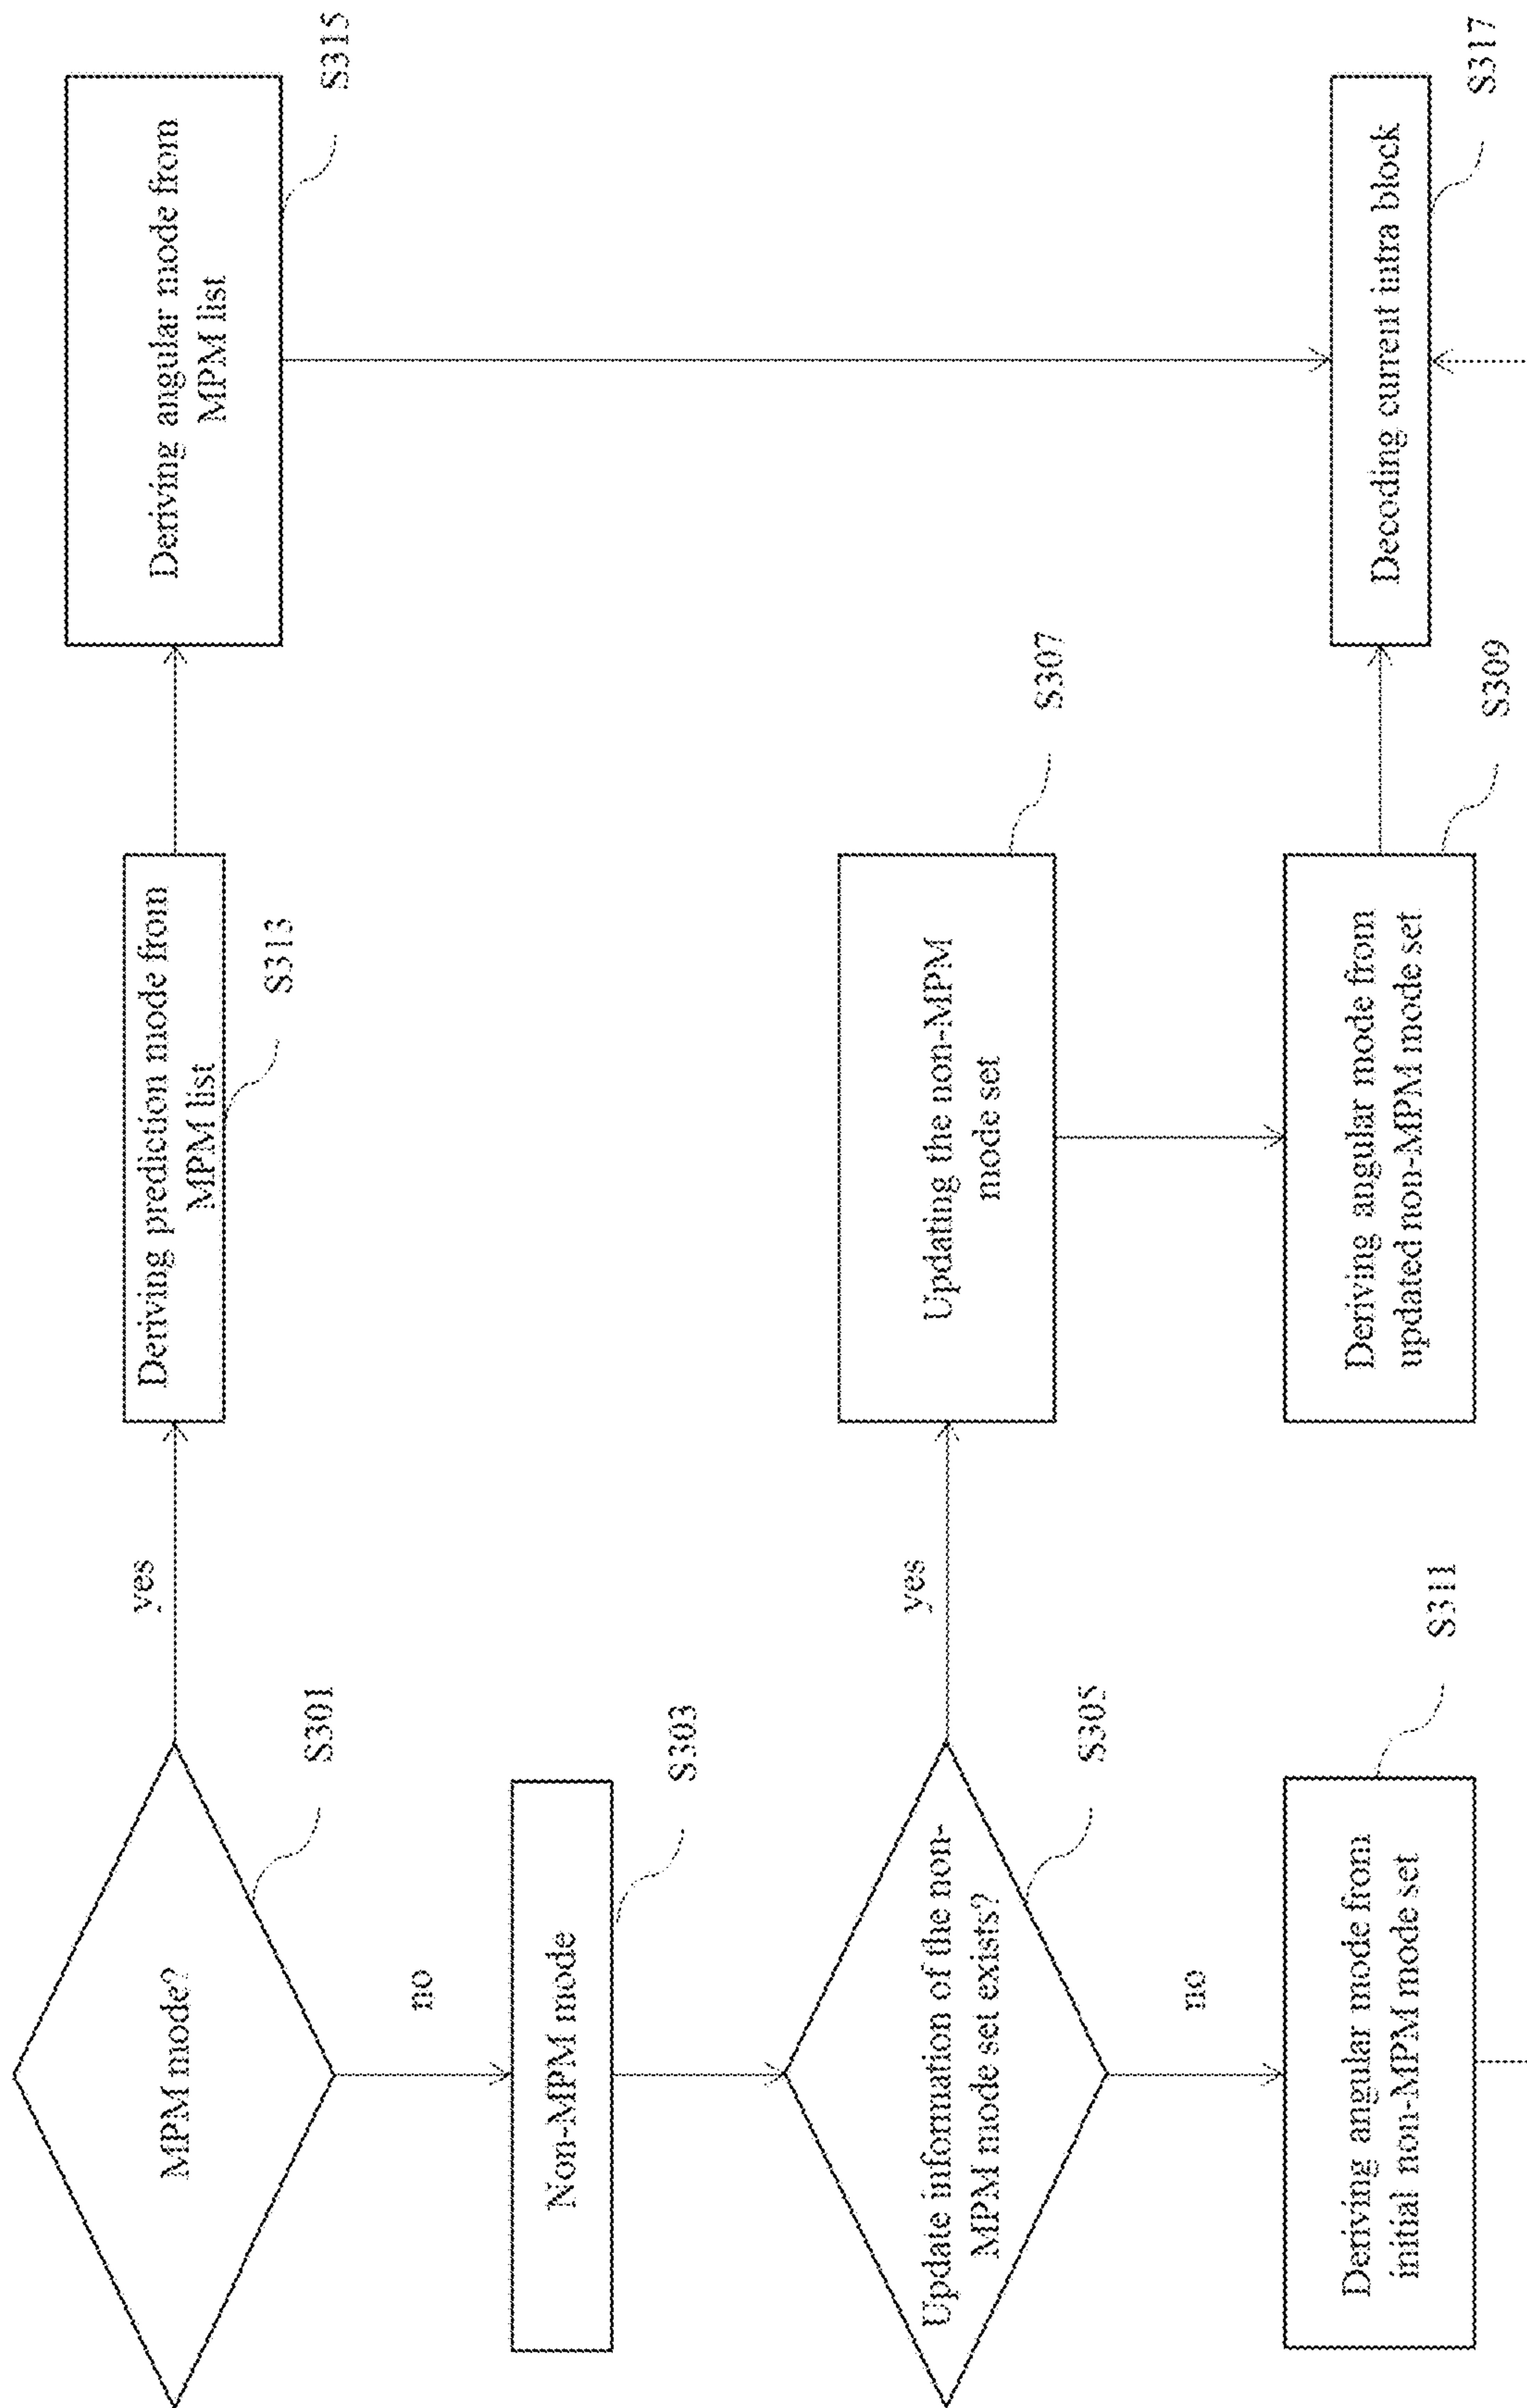 MPM mode?
S301
yes
Deriving prediction mode from
MPM list
S313
Deriving angular mode from
MPM list
S315
no
Non-MPM mode
S303
Update information of the non-
MPM mode set exists?
S305
yes
Updating the non-MPM
mode set
S307
no
Deriving angular mode from
initial non-MPM mode set
S311
Deriving angular mode from
updated non-MPM mode set
S309
Decoding current intra block
S317